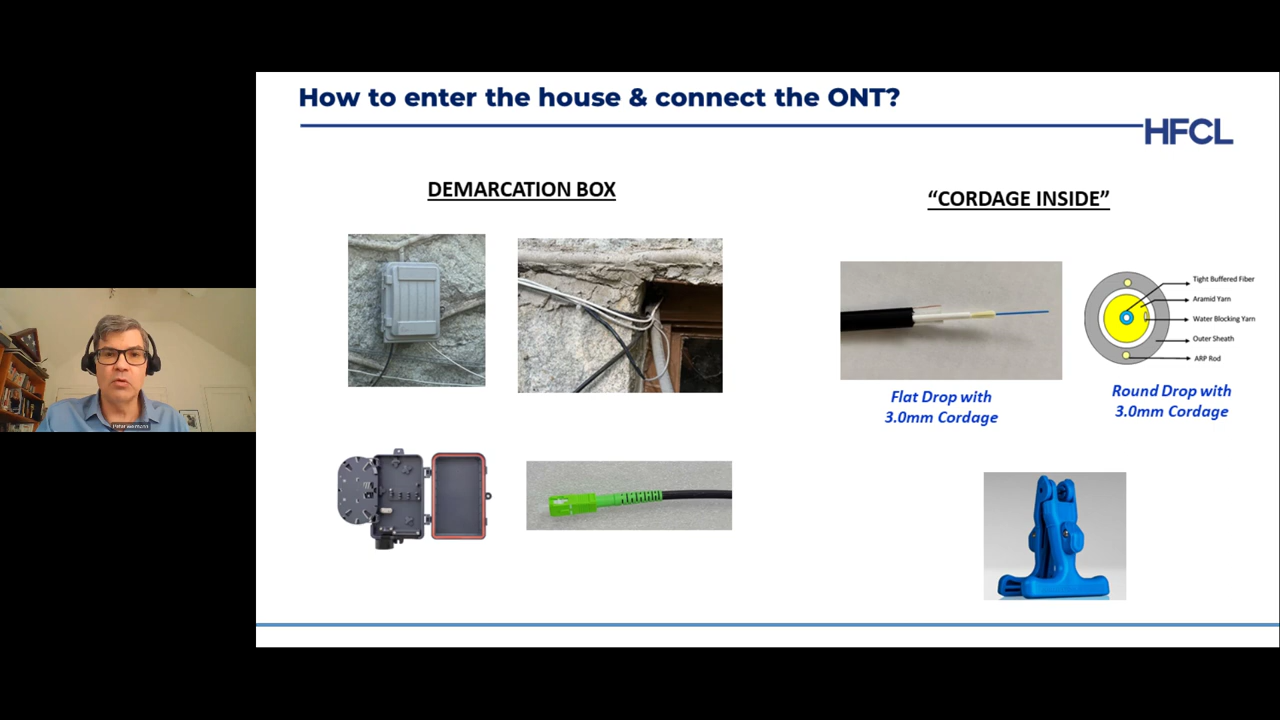 How to enter the house & connect the ONT?
HFCL
DEMARCATION BOX
“CORDAGE INSIDE”
Tight Buffered Fiber
Aramid Yarn
Water Blocking Yarn
Outer Sheath
ARP Rod
Flat Drop with
3.0mm Cordage
Round Drop with
3.0mm Cordage